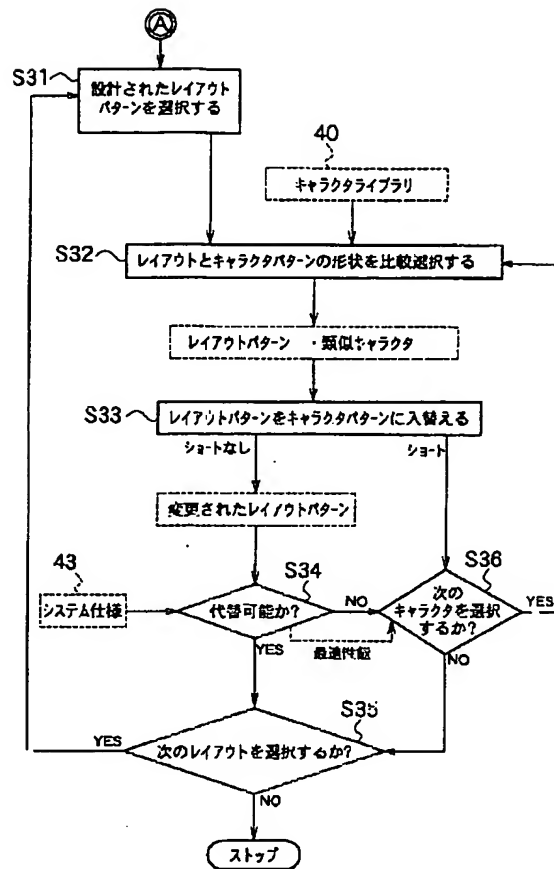 A
S31
設計されたレイアウト
パターンを選択する
40
キャラクタライブラリ
S32
レイアウトとキャラクタパターンの形状を比較選択する
レイアウトパターン ・類似キャラクタ
S33
レイアウトパターンをキャラクタパターンに入替える
ショートなし
ショート
変更されたレイアウトパターン
43
システム仕様
S34
代替可能か?
NO
YES
最適性能
S36
次の
キャラクタを選択
するか?
YES
NO
S35
YES
次のレイアウトを選択するか?
NO
ストップ